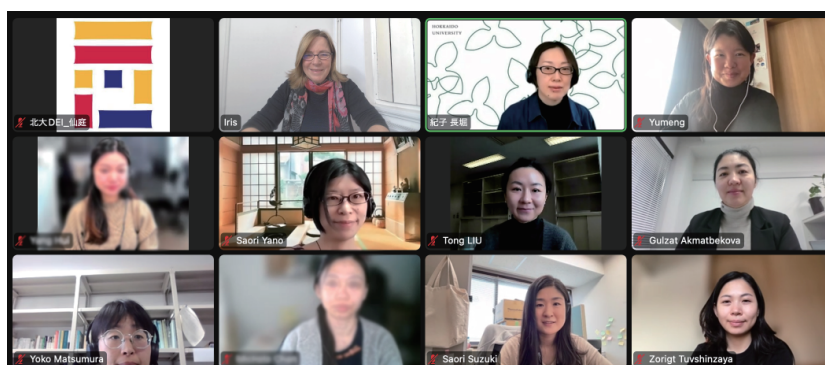 HOKKAIDO
UNIVERSITY
北大DEI_仙庭
Iris
紀子 長堀
Yumeng
Saori Yano
Tong LIU
Gulzat Akmatbekova
Yoko Matsumura
Saori Suzuki
Zorigt Tuvshinzaya